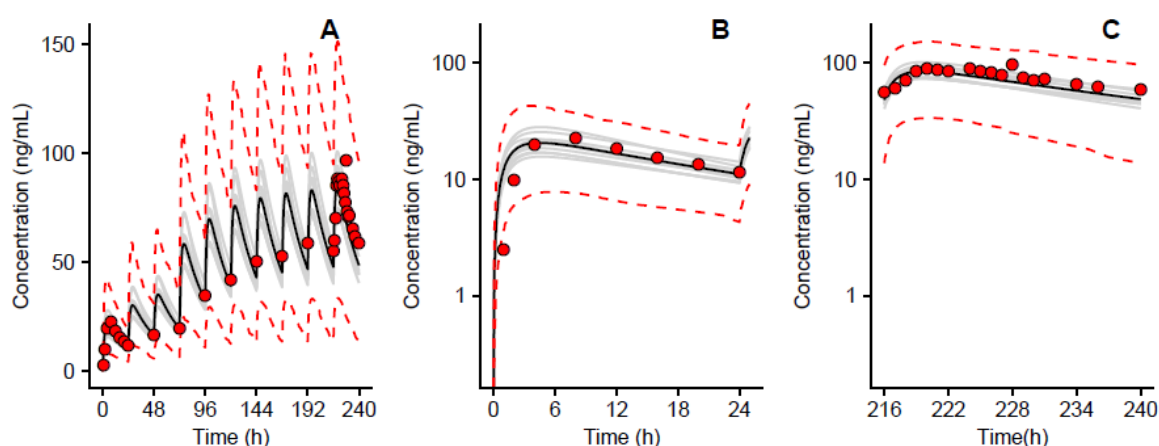 A
B
C
Concentration (ng/mL)
150
100
50
0
0 48 96 144 192 240
Time (h)
Concentration (ng/mL)
100
10
1
0 6 12 18 24
Time (h)
Concentration (ng/mL)
100
10
1
216 222 228 234 240
Time(h)